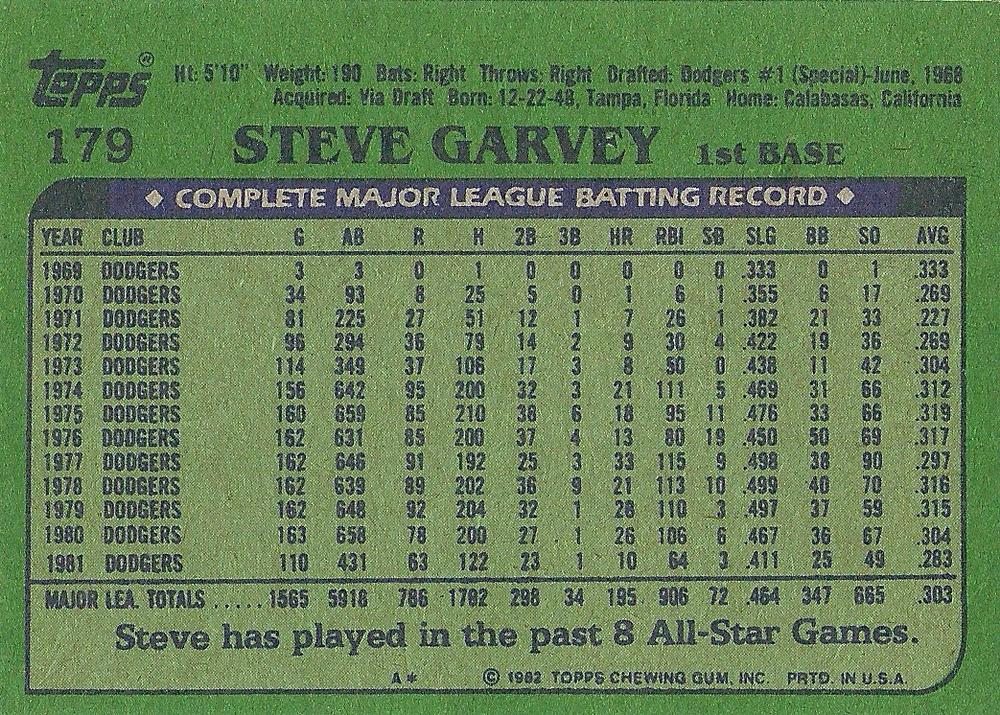 Topps® Ht: 5'10" Weight: 190 Bats: Right Throws: Right Drafted: Dodgers #1 (Special)-June, 1968
Acquired: Via Draft Born: 12-22-48, Tampa, Florida Home: Calabasas, California
179 STEVE GARVEY 1st BASE
◆ COMPLETE MAJOR LEAGUE BATTING RECORD ◆
YEAR CLUB G AB R H 2B 3B HR RBI SB SLG BB SO AVG
1969 DODGERS 3 3 0 1 0 0 0 0 0 .333 0 1 .333
1970 DODGERS 34 93 8 25 5 0 1 6 1 .355 6 17 .269
1971 DODGERS 81 225 27 51 12 1 7 26 1 .382 21 33 .227
1972 DODGERS 96 294 36 79 14 2 9 30 4 .422 19 36 .269
1973 DODGERS 114 349 37 106 17 3 8 50 0 .438 11 42 .304
1974 DODGERS 156 642 95 200 32 3 21 111 5 .469 31 66 .312
1975 DODGERS 160 659 85 210 38 6 18 95 11 .476 33 66 .319
1976 DODGERS 162 631 85 200 37 4 13 80 19 .450 50 69 .317
1977 DODGERS 162 646 91 192 25 3 33 115 9 .498 38 90 .297
1978 DODGERS 162 639 89 202 36 9 21 113 10 .499 40 70 .316
1979 DODGERS 162 648 92 204 32 1 28 110 3 .497 37 59 .315
1980 DODGERS 163 658 78 200 27 1 26 106 6 .467 36 67 .304
1981 DODGERS 110 431 63 122 23 1 10 64 3 .411 25 49 .283
MAJOR LEA. TOTALS ..... 1565 5918 786 1792 298 34 195 906 72 .464 347 665 .303
Steve has played in the past 8 All-Star Games.
A* © 1982 TOPPS CHEWING GUM, INC. PRTD. IN U.S.A.